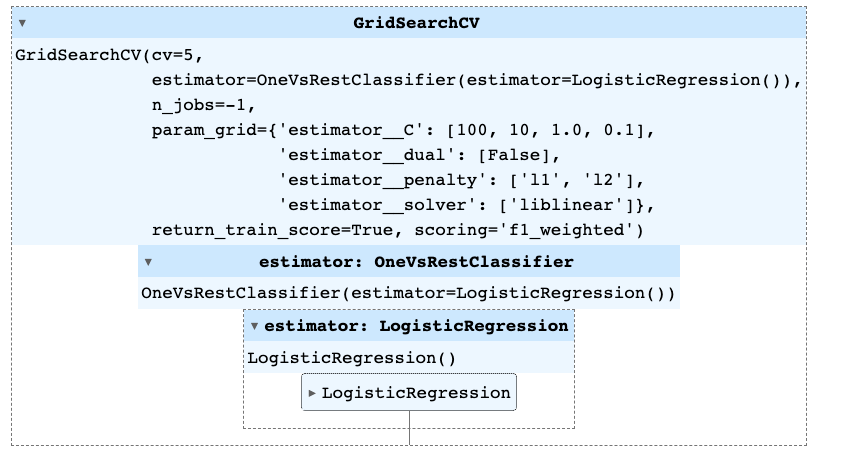 ▾ GridSearchCV
GridSearchCV(cv=5,
             estimator=OneVsRestClassifier(estimator=LogisticRegression()),
             n_jobs=-1,
             param_grid={'estimator__C': [100, 10, 1.0, 0.1],
                         'estimator__dual': [False],
                         'estimator__penalty': ['l1', 'l2'],
                         'estimator__solver': ['liblinear']},
             return_train_score=True, scoring='f1_weighted')
▾ estimator: OneVsRestClassifier
OneVsRestClassifier(estimator=LogisticRegression())
▾ estimator: LogisticRegression
LogisticRegression()
▸ LogisticRegression